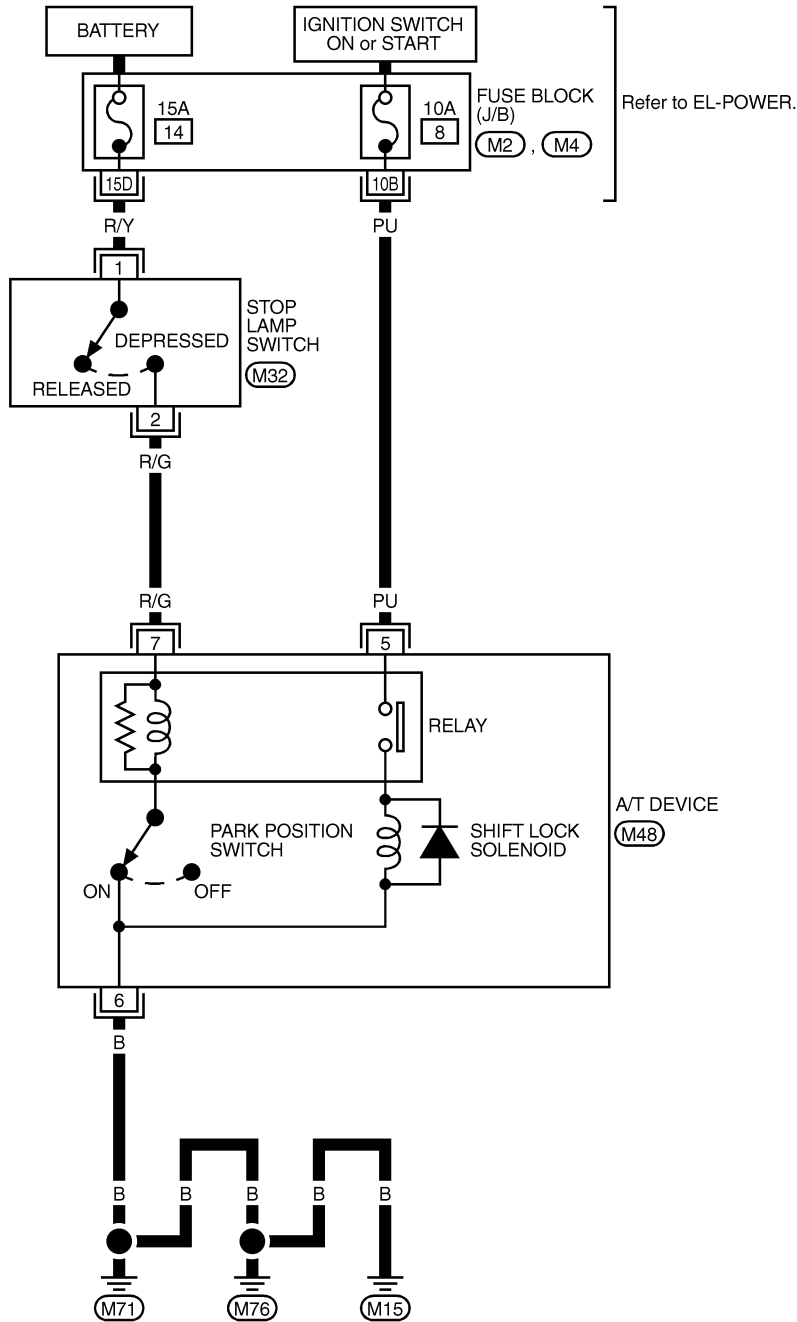 BATTERY
IGNITION SWITCH
ON or START
15A
14
10A
8
FUSE BLOCK
(J/B)
M2 , M4
Refer to EL-POWER.
15D
10B
R/Y
PU
1
STOP
LAMP
SWITCH
DEPRESSED
RELEASED
M32
2
R/G
R/G
PU
7
5
RELAY
A/T DEVICE
M48
PARK POSITION
SWITCH
SHIFT LOCK
SOLENOID
ON
OFF
6
B
B
B
B
B
B
M71
M76
M15